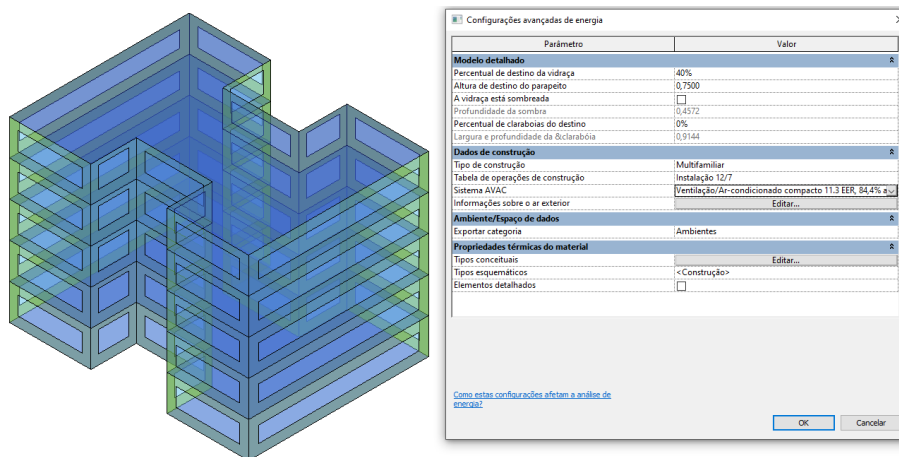 Configurações avançadas de energia
Parâmetro Valor
Modelo detalhado
Percentual de destino da vidraça 40%
Altura de destino do parapeito 0,7500
A vidraça está sombreada
Profundidade da sombra 0,4572
Percentual de claraboias do destino 0%
Largura e profundidade da &clarabóia 0,9144
Dados de construção
Tipo de construção Multifamiliar
Tabela de operações de construção Instalação 12/7
Sistema AVAC Ventilação/Ar-condicionado compacto 11.3 EER, 84,4% a
Informações sobre o ar exterior Editar...
Ambiente/Espaço de dados
Exportar categoria Ambientes
Propriedades térmicas do material
Tipos conceituais Editar...
Tipos esquemáticos <Construção>
Elementos detalhados
Como estas configurações afetam a análise de
energia?
OK Cancelar